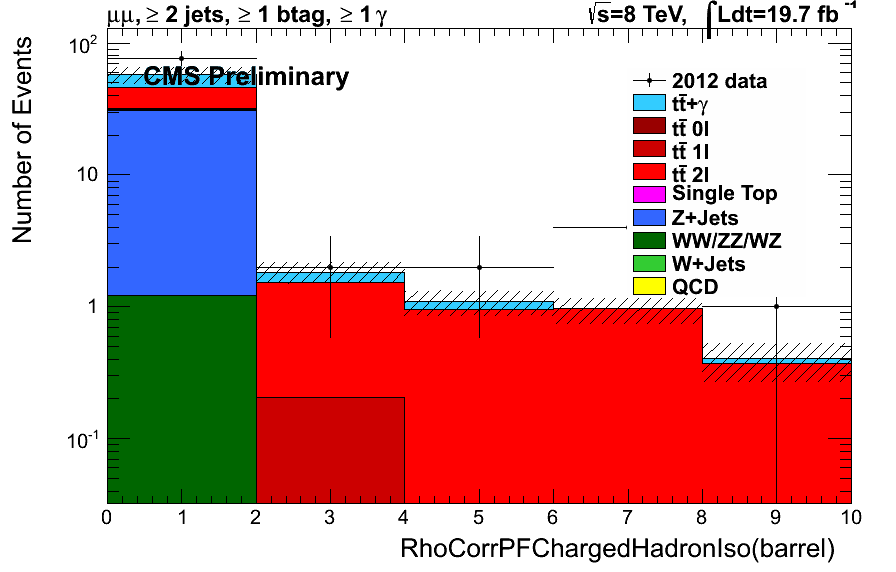 μμ, ≥ 2 jets, ≥ 1 btag, ≥ 1 γ
√s=8 TeV, ∫Ldt=19.7 fb⁻¹
CMS Preliminary
2012 data
tt̄+γ
tt̄ 0l
tt̄ 1l
tt̄ 2l
Single Top
Z+Jets
WW/ZZ/WZ
W+Jets
QCD
Number of Events
10²
10
1
10⁻¹
0 1 2 3 4 5 6 7 8 9 10
RhoCorrPFChargedHadronIso(barrel)